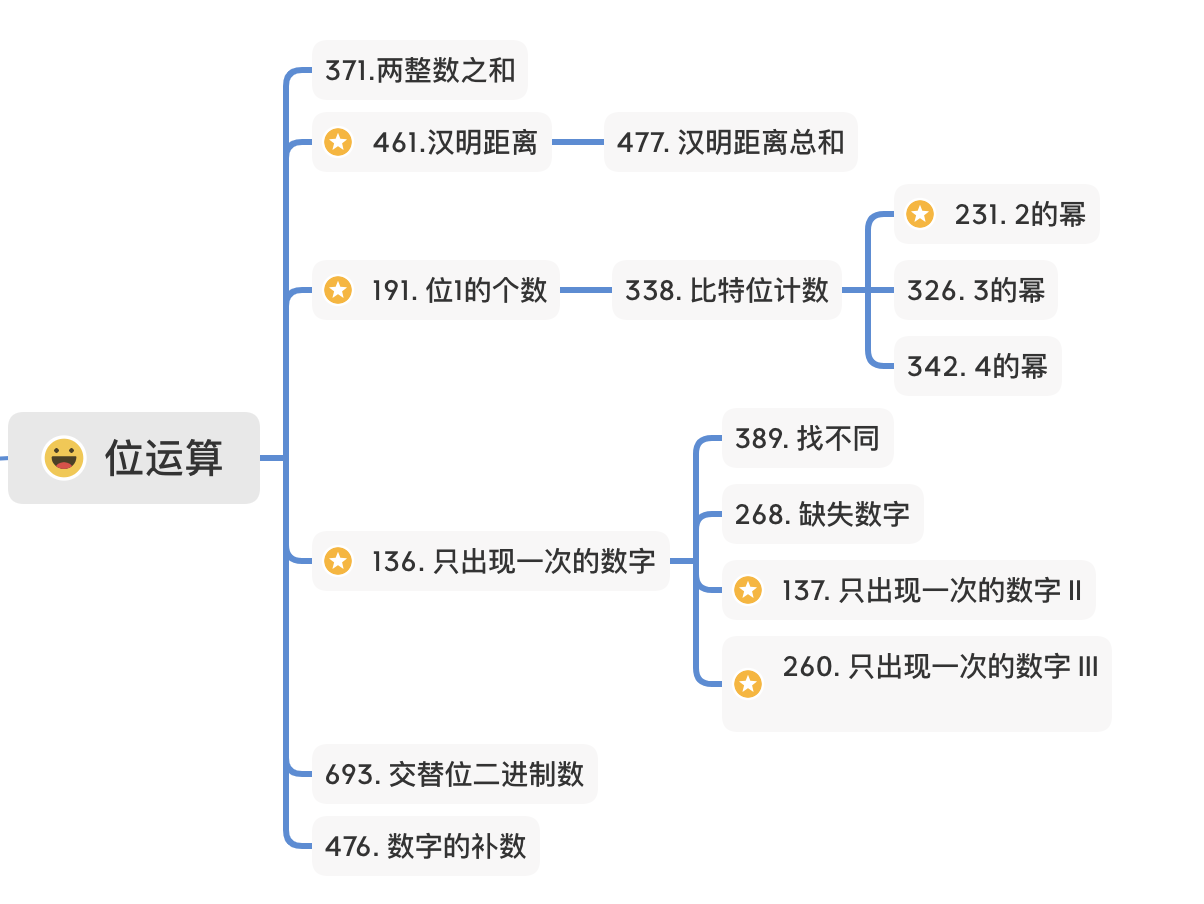 位运算
371.两整数之和
461.汉明距离
477. 汉明距离总和
191. 位1的个数
338. 比特位计数
231. 2的幂
326. 3的幂
342. 4的幂
136. 只出现一次的数字
389. 找不同
268. 缺失数字
137. 只出现一次的数字 II
260. 只出现一次的数字 III
693. 交替位二进制数
476. 数字的补数